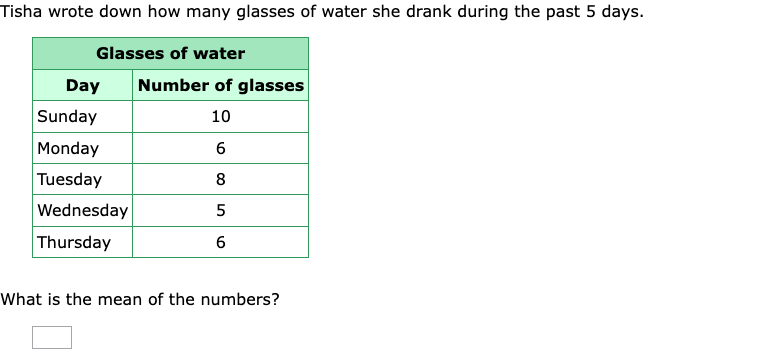 Tisha wrote down how many glasses of water she drank during the past 5 days.
Glasses of water
Day Number of glasses
Sunday 10
Monday 6
Tuesday 8
Wednesday 5
Thursday 6
What is the mean of the numbers?